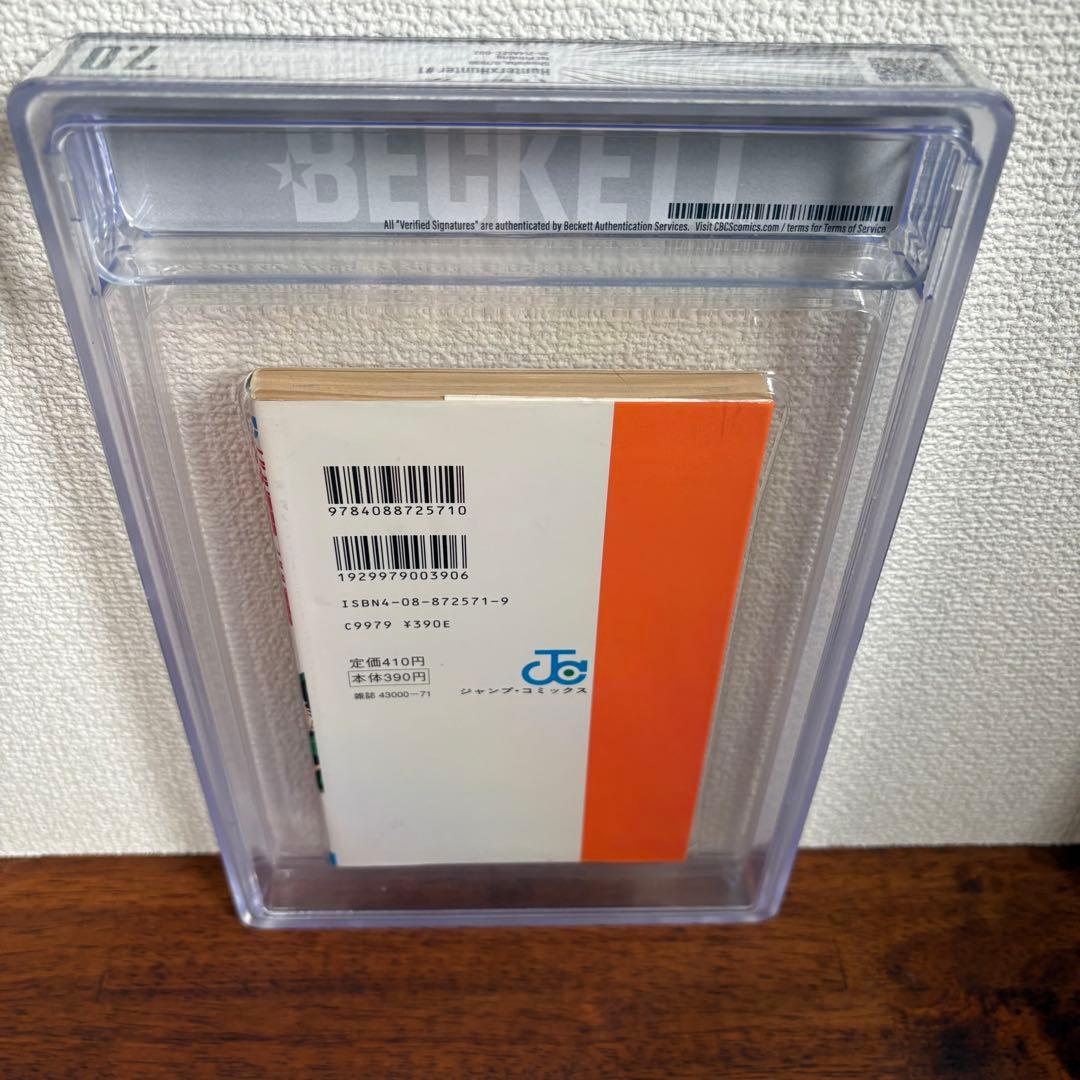 7.0
HunterxHunter #1
BECKETT
All "Verified Signatures" are authenticated by Beckett Authentication Services. Visit CBCScomics.com / terms for Terms of Service
9784088725710
1929979003906
ISBN4-08-872571-9
C9979 ¥390E
定価410円
本体390円
雑誌 43000-71
ジャンプ・コミックス